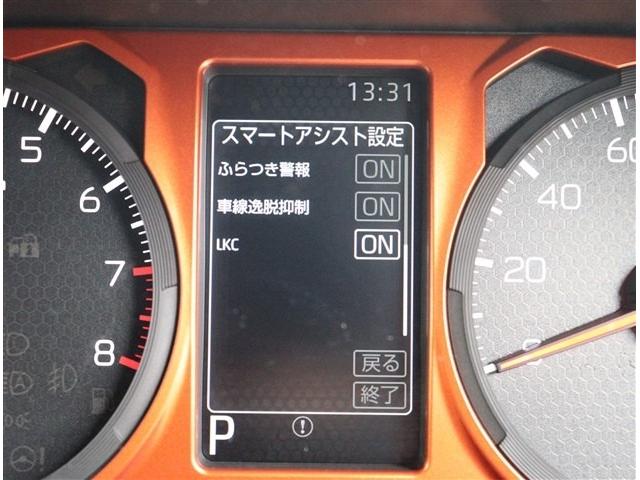 13:31
スマートアシスト設定
ふらつき警報 ON
車線逸脱抑制 ON
LKC ON
戻る
終了
P
5
6
7
8
0
20
40
60